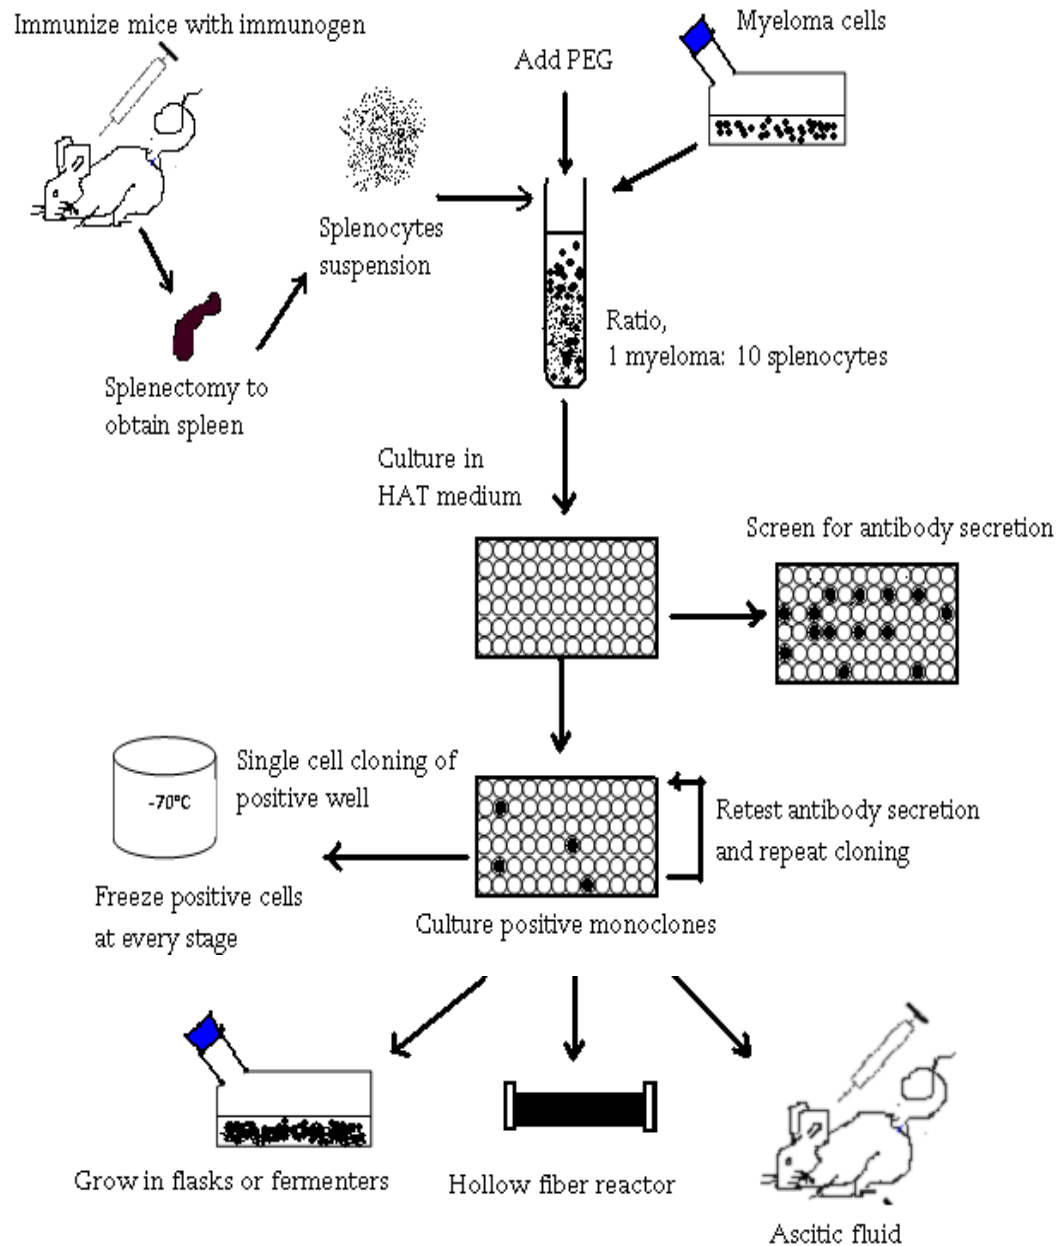 Immunize mice with immunogen
Myeloma cells
Add PEG
Splenocytes
suspension
Ratio,
1 myeloma: 10 splenocytes
Splenectomy to
obtain spleen
Culture in
HAT medium
Screen for antibody secretion
Single cell cloning of
positive well
-70°C
Retest antibody secretion
and repeat cloning
Freeze positive cells
at every stage
Culture positive monoclones
Grow in flasks or fermenters
Hollow fiber reactor
Ascitic fluid